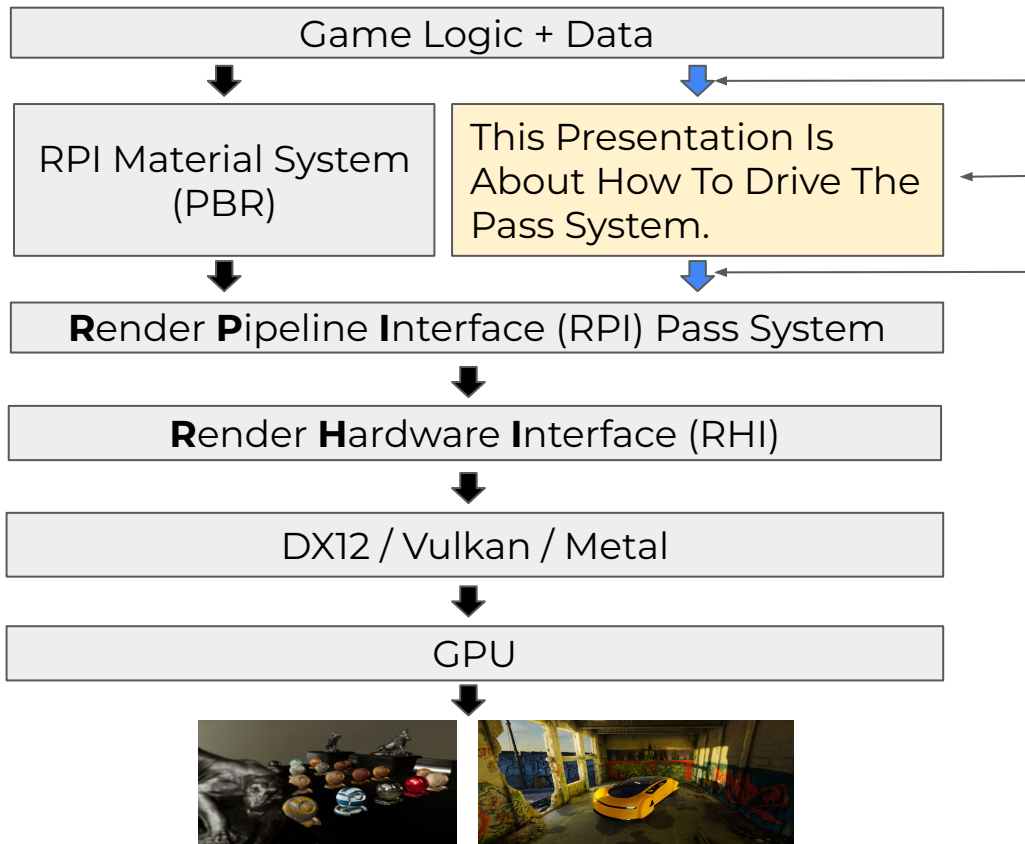 Game Logic + Data
RPI Material System
(PBR)
This Presentation Is
About How To Drive The
Pass System.
Render Pipeline Interface (RPI) Pass System
Render Hardware Interface (RHI)
DX12 / Vulkan / Metal
GPU